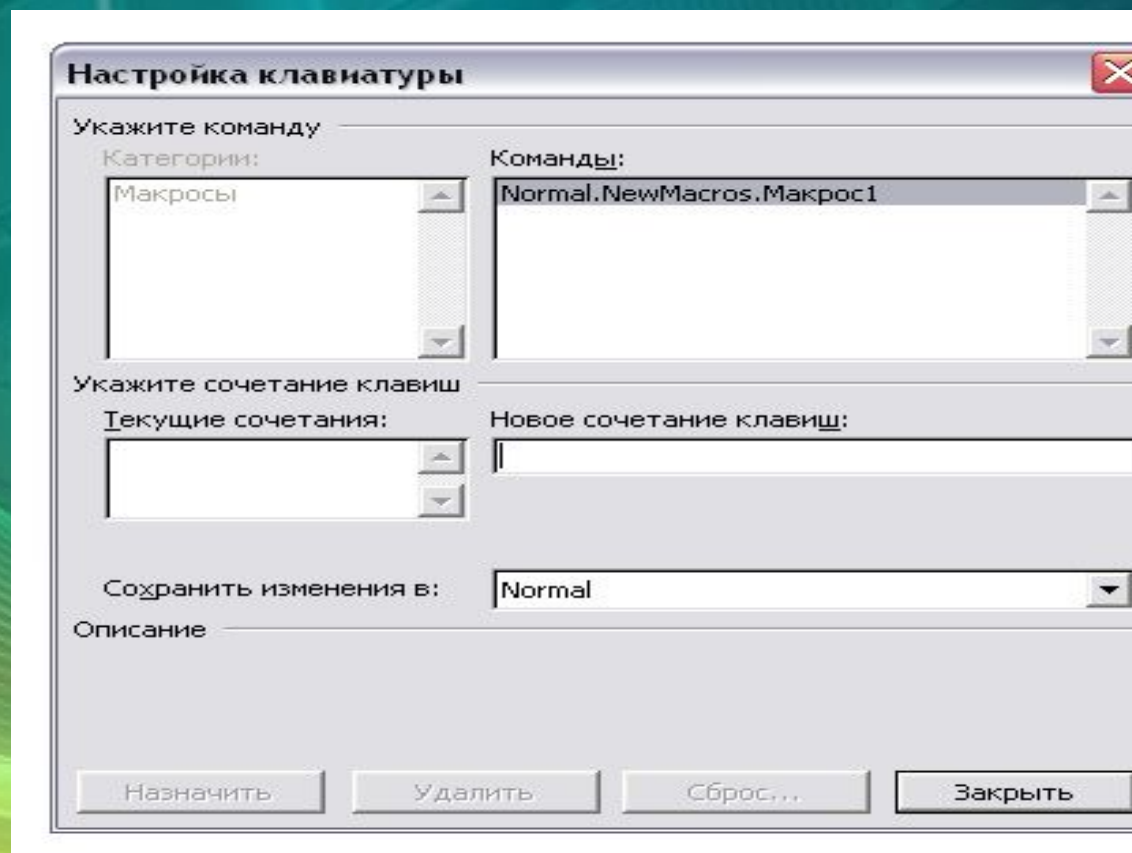 Настройка клавиатуры
Укажите команду
Категории: Команды:
Макросы Normal.NewMacros.Макрос1
Укажите сочетание клавиш
Текущие сочетания: Новое сочетание клавиш:
Сохранить изменения в: Normal
Описание
Назначить Удалить Сброс... Закрыть